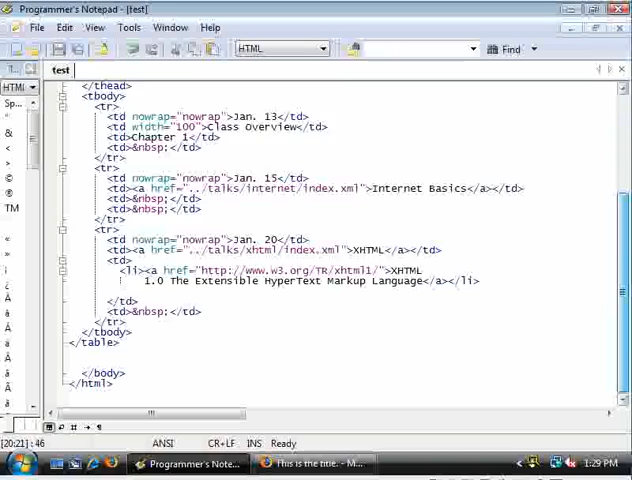 Programmer's Notepad - [test]
File Edit View Tools Window Help
HTML Find
test
HTMl
Sp...
"
&
<
>
©
®
TM
«
»
¡
¿
À
Á
Â
Ã
Ä
</thead>
<tbody>
<tr>
<td nowrap="nowrap">Jan. 13</td>
<td width="100">Class Overview</td>
<td>Chapter 1</td>
<td>&nbsp;</td>
</tr>
<tr>
<td nowrap="nowrap">Jan. 15</td>
<td><a href="../talks/internet/index.xml">Internet Basics</a></td>
<td>&nbsp;</td>
<td>&nbsp;</td>
</tr>
<tr>
<td nowrap="nowrap">Jan. 20</td>
<td><a href="../talks/xhtml/index.xml">XHTML</a></td>
<td>
<li><a href="http://www.w3.org/TR/xhtml1/">XHTML
1.0 The Extensible HyperText Markup Language</a></li>
</td>
<td>&nbsp;</td>
</tr>
</tbody>
</table>
</body>
</html>
[20:21] : 46 ANSI CR+LF INS Ready
Programmer's Note... This is the title. - M... 1:29 PM